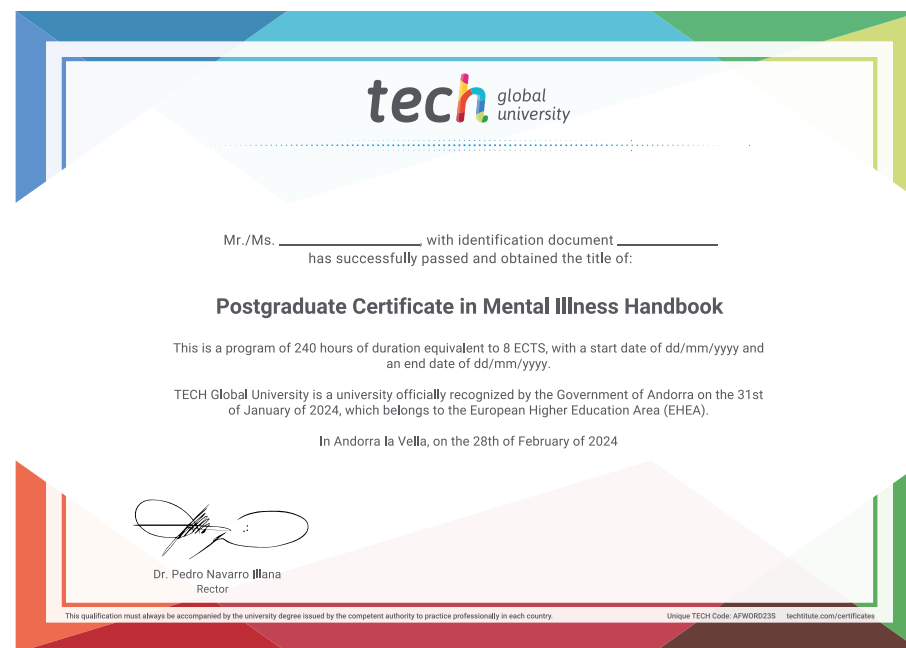 tech global university
Mr./Ms. ____________, with identification document ____________
has successfully passed and obtained the title of:
Postgraduate Certificate in Mental Illness Handbook
This is a program of 240 hours of duration equivalent to 8 ECTS, with a start date of dd/mm/yyyy and
an end date of dd/mm/yyyy.
TECH Global University is a university officially recognized by the Government of Andorra on the 31st
of January of 2024, which belongs to the European Higher Education Area (EHEA).
In Andorra la Vella, on the 28th of February of 2024
Dr. Pedro Navarro Illana
Rector
This qualification must always be accompanied by the university degree issued by the competent authority to practice professionally in each country.
Unique TECH Code: AFWORD23S techtitute.com/certificates